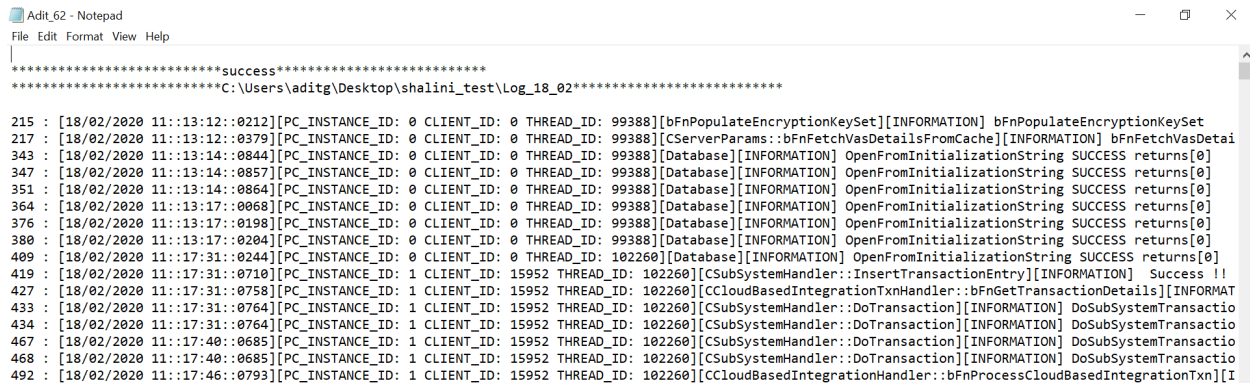 Adit_62 - Notepad
File Edit Format View Help
***************************success***************************
***************************C:\Users\aditg\Desktop\shalini_test\Log_18_02***************************
215 : [18/02/2020 11::13:12::0212][PC_INSTANCE_ID: 0 CLIENT_ID: 0 THREAD_ID: 99388][bFnPopulateEncryptionKeySet][INFORMATION] bFnPopulateEncryptionKeySet
217 : [18/02/2020 11::13:12::0379][PC_INSTANCE_ID: 0 CLIENT_ID: 0 THREAD_ID: 99388][CServerParams::bFnFetchVasDetailsFromCache][INFORMATION] bFnFetchVasDetai
343 : [18/02/2020 11::13:14::0844][PC_INSTANCE_ID: 0 CLIENT_ID: 0 THREAD_ID: 99388][Database][INFORMATION] OpenFromInitializationString SUCCESS returns[0]
347 : [18/02/2020 11::13:14::0857][PC_INSTANCE_ID: 0 CLIENT_ID: 0 THREAD_ID: 99388][Database][INFORMATION] OpenFromInitializationString SUCCESS returns[0]
351 : [18/02/2020 11::13:14::0864][PC_INSTANCE_ID: 0 CLIENT_ID: 0 THREAD_ID: 99388][Database][INFORMATION] OpenFromInitializationString SUCCESS returns[0]
364 : [18/02/2020 11::13:17::0068][PC_INSTANCE_ID: 0 CLIENT_ID: 0 THREAD_ID: 99388][Database][INFORMATION] OpenFromInitializationString SUCCESS returns[0]
376 : [18/02/2020 11::13:17::0198][PC_INSTANCE_ID: 0 CLIENT_ID: 0 THREAD_ID: 99388][Database][INFORMATION] OpenFromInitializationString SUCCESS returns[0]
380 : [18/02/2020 11::13:17::0204][PC_INSTANCE_ID: 0 CLIENT_ID: 0 THREAD_ID: 99388][Database][INFORMATION] OpenFromInitializationString SUCCESS returns[0]
409 : [18/02/2020 11::17:31::0244][PC_INSTANCE_ID: 0 CLIENT_ID: 0 THREAD_ID: 102260][Database][INFORMATION] OpenFromInitializationString SUCCESS returns[0]
419 : [18/02/2020 11::17:31::0710][PC_INSTANCE_ID: 1 CLIENT_ID: 15952 THREAD_ID: 102260][CSubSystemHandler::InsertTransactionEntry][INFORMATION]  Success !!
427 : [18/02/2020 11::17:31::0758][PC_INSTANCE_ID: 1 CLIENT_ID: 15952 THREAD_ID: 102260][CCloudBasedIntegrationTxnHandler::bFnGetTransactionDetails][INFORMAT
433 : [18/02/2020 11::17:31::0764][PC_INSTANCE_ID: 1 CLIENT_ID: 15952 THREAD_ID: 102260][CSubSystemHandler::DoTransaction][INFORMATION] DoSubSystemTransactio
434 : [18/02/2020 11::17:31::0764][PC_INSTANCE_ID: 1 CLIENT_ID: 15952 THREAD_ID: 102260][CSubSystemHandler::DoTransaction][INFORMATION] DoSubSystemTransactio
467 : [18/02/2020 11::17:40::0685][PC_INSTANCE_ID: 1 CLIENT_ID: 15952 THREAD_ID: 102260][CSubSystemHandler::DoTransaction][INFORMATION] DoSubSystemTransactio
468 : [18/02/2020 11::17:40::0685][PC_INSTANCE_ID: 1 CLIENT_ID: 15952 THREAD_ID: 102260][CSubSystemHandler::DoTransaction][INFORMATION] DoSubSystemTransactio
492 : [18/02/2020 11::17:46::0793][PC_INSTANCE_ID: 1 CLIENT_ID: 15952 THREAD_ID: 102260][CCloudBasedIntegrationHandler::bFnProcessCloudBasedIntegrationTxn][I